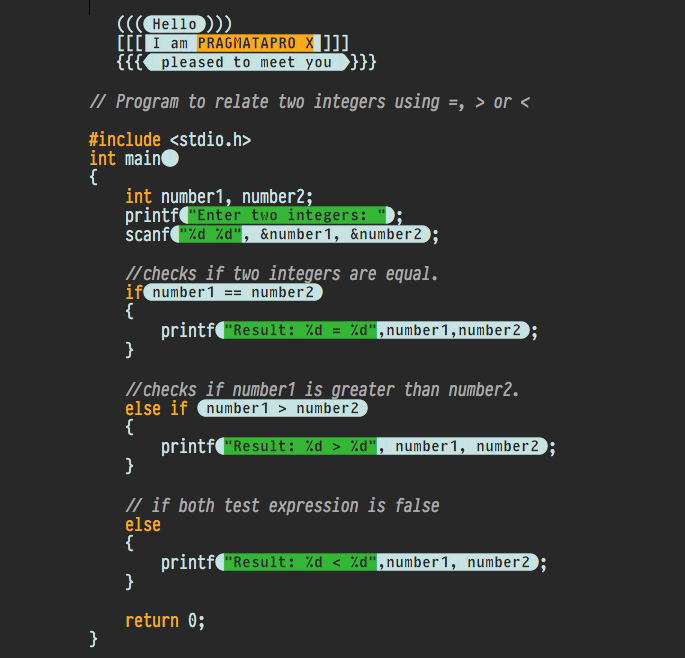 ((( Hello )))
[[[ I am PRAGMATAPRO X ]]]
{{{ pleased to meet you }}}
// Program to relate two integers using =, > or <
#include <stdio.h>
int main()
{
    int number1, number2;
    printf("Enter two integers: ");
    scanf("%d %d", &number1, &number2);
    //checks if two integers are equal.
    if(number1 == number2)
    {
        printf("Result: %d = %d",number1,number2);
    }
    //checks if number1 is greater than number2.
    else if (number1 > number2)
    {
        printf("Result: %d > %d", number1, number2);
    }
    // if both test expression is false
    else
    {
        printf("Result: %d < %d",number1, number2);
    }
    return 0;
}